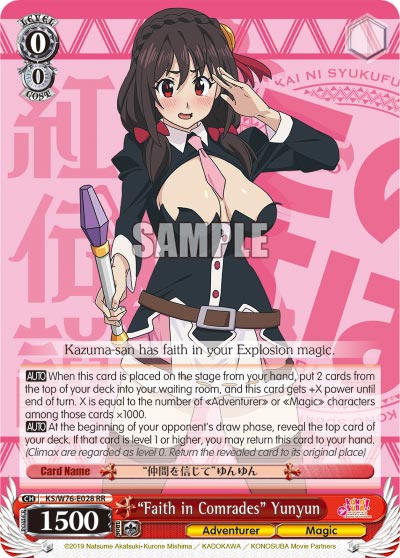 LEVEL
0
0
COST
KAI NI SYUKUFU
紅伝説
SAMPLE
Kazuma-san has faith in your Explosion magic.
AUTO When this card is placed on the stage from your hand, put 2 cards from
the top of your deck into your waiting room, and this card gets +X power until
end of turn. X is equal to the number of «Adventurer» or «Magic» characters
among those cards ×1000.
AUTO At the beginning of your opponent's draw phase, reveal the top card of
your deck. If that card is level 1 or higher, you may return this card to your hand.
(Climax are regarded as level 0. Return the revealed card to its original place)
Card Name
"仲間を信じて"ゆんゆん
CH KS/W76-E028 RR
POWER
1500
SOUL
"Faith in Comrades" Yunyun
Adventurer
Magic
©2019 Natsume Akatsuki・Kurone Mishima / KADOKAWA / KONOSUBA Movie Partners